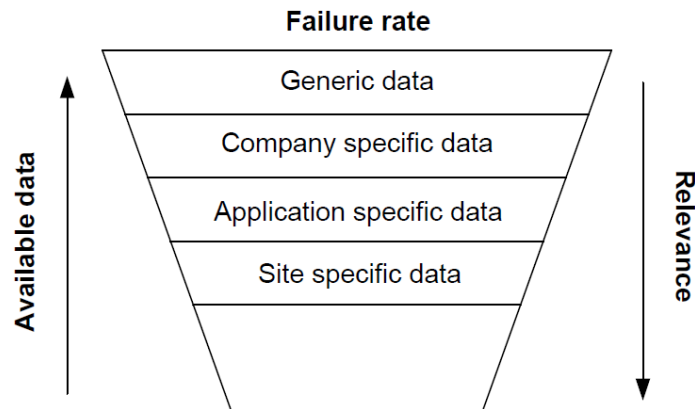 Failure rate
Generic data
Company specific data
Application specific data
Site specific data
Available data
Relevance